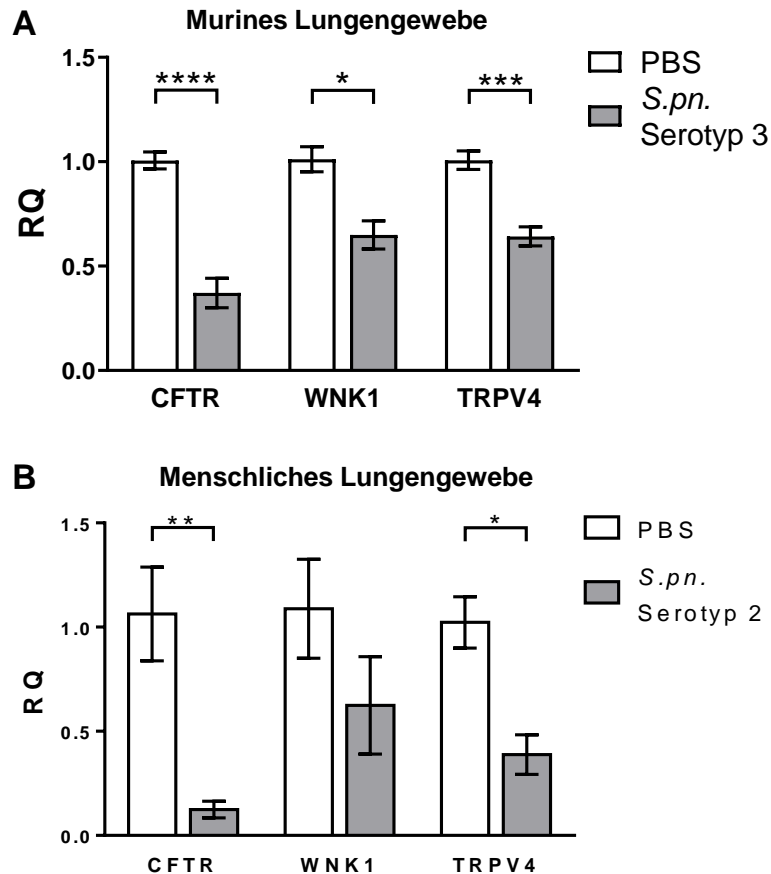 A
Murines Lungengewebe
1.5
1.0
0.5
0.0
RQ
****
*
***
PBS
S.pn.
Serotyp 3
CFTR WNK1 TRPV4
B
Menschliches Lungengewebe
1.5
1.0
0.5
0.0
RQ
**
*
PBS
S.pn.
Serotyp 2
CFTR WNK1 TRPV4